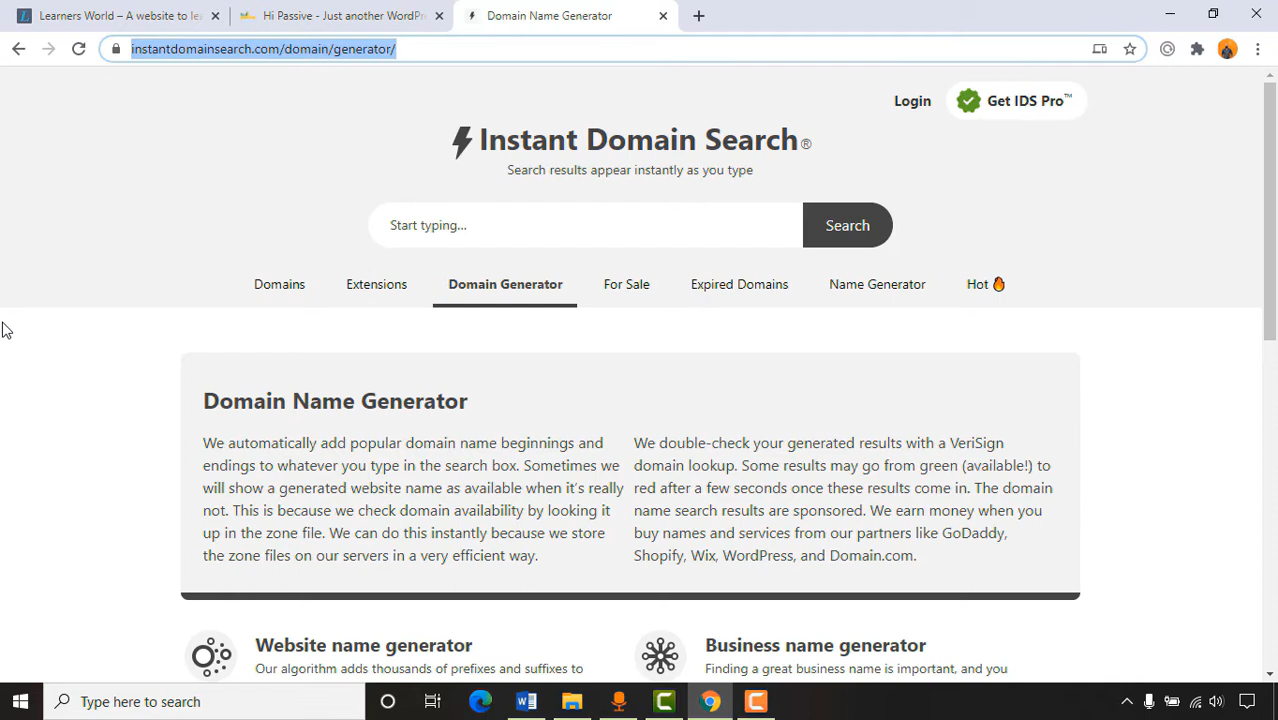 Learners World – A website to le
Hi Passive - Just another WordPr
Domain Name Generator
instantdomainsearch.com/domain/generator/
Login
Get IDS Pro™
Instant Domain Search®
Search results appear instantly as you type
Start typing...
Search
Domains
Extensions
Domain Generator
For Sale
Expired Domains
Name Generator
Hot
Domain Name Generator
We automatically add popular domain name beginnings and
endings to whatever you type in the search box. Sometimes we
will show a generated website name as available when it's really
not. This is because we check domain availability by looking it
up in the zone file. We can do this instantly because we store
the zone files on our servers in a very efficient way.
We double-check your generated results with a VeriSign
domain lookup. Some results may go from green (available!) to
red after a few seconds once these results come in. The domain
name search results are sponsored. We earn money when you
buy names and services from our partners like GoDaddy,
Shopify, Wix, WordPress, and Domain.com.
Website name generator
Our algorithm adds thousands of prefixes and suffixes to
Business name generator
Finding a great business name is important, and you
Type here to search